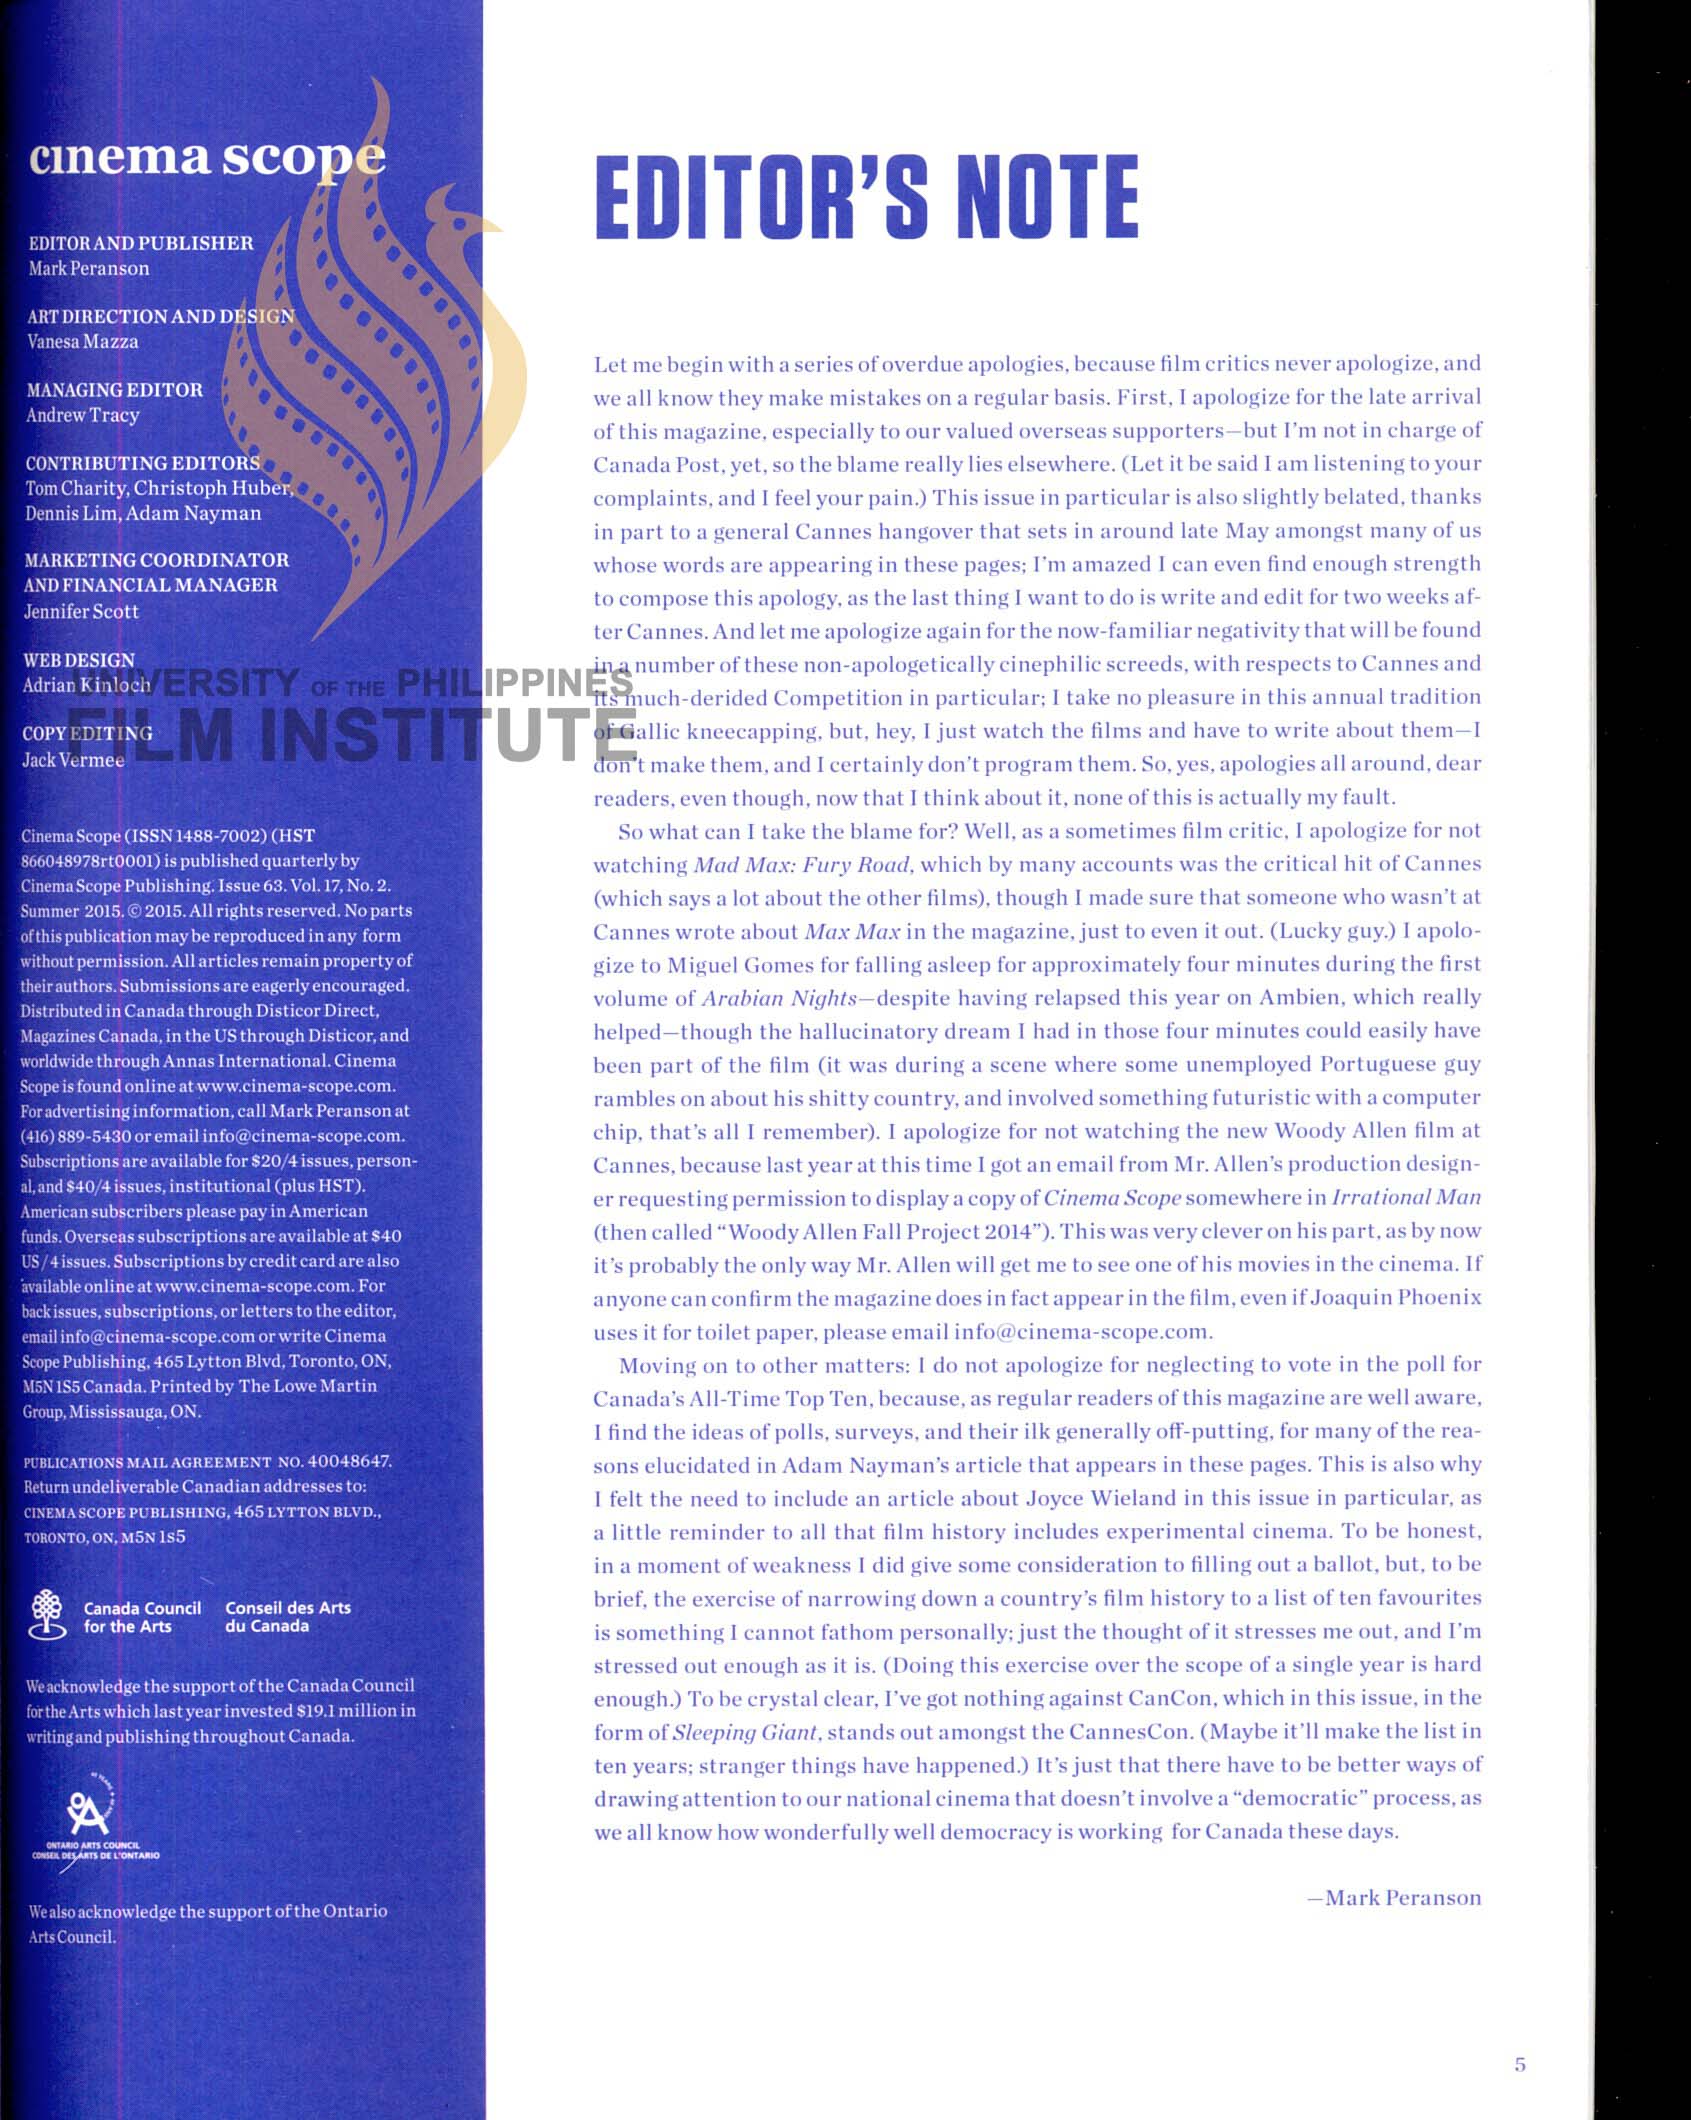 cinema scope
EDITOR AND PUBLISHER
Mark Peranson
ART DIRECTION AND DESIGN
Vanesa Mazza
MANAGING EDITOR
Andrew Tracy
CONTRIBUTING EDITORS
Tom Charity, Christoph Huber,
Dennis Lim, Adam Nayman
MARKETING COORDINATOR
AND FINANCIAL MANAGER
Jennifer Scott
WEB DESIGN
Adrian Kinloch
COPY EDITING
Jack Vermee
Cinema Scope (ISSN 1488-7002) (HST
866048978rt0001) is published quarterly by
Cinema Scope Publishing. Issue 63. Vol. 17, No. 2.
Summer 2015. © 2015. All rights reserved. No parts
of this publication may be reproduced in any form
without permission. All articles remain property of
their authors. Submissions are eagerly encouraged.
Distributed in Canada through Disticor Direct,
Magazines Canada, in the US through Disticor, and
worldwide through Annas International. Cinema
Scope is found online at www.cinema-scope.com.
For advertising information, call Mark Peranson at
(416) 889-5430 or email info@cinema-scope.com.
Subscriptions are available for $20/4 issues, person-
al, and $40/4 issues, institutional (plus HST).
American subscribers please pay in American
funds. Overseas subscriptions are available at $40
US / 4 issues. Subscriptions by credit card are also
available online at www.cinema-scope.com. For
back issues, subscriptions, or letters to the editor,
email info@cinema-scope.com or write Cinema
Scope Publishing, 465 Lytton Blvd, Toronto, ON,
M5N 1S5 Canada. Printed by The Lowe Martin
Group, Mississauga, ON.
PUBLICATIONS MAIL AGREEMENT NO. 40048647.
Return undeliverable Canadian addresses to:
CINEMA SCOPE PUBLISHING, 465 LYTTON BLVD.,
TORONTO, ON, M5N 1S5
Canada Council Conseil des Arts
for the Arts du Canada
We acknowledge the support of the Canada Council
for the Arts which last year invested $19.1 million in
writing and publishing throughout Canada.
ONTARIO ARTS COUNCIL
CONSEIL DES ARTS DE L'ONTARIO
We also acknowledge the support of the Ontario
Arts Council.
UNIVERSITY OF THE PHILIPPINES
FILM INSTITUTE
EDITOR'S NOTE
Let me begin with a series of overdue apologies, because film critics never apologize, and
we all know they make mistakes on a regular basis. First, I apologize for the late arrival
of this magazine, especially to our valued overseas supporters—but I'm not in charge of
Canada Post, yet, so the blame really lies elsewhere. (Let it be said I am listening to your
complaints, and I feel your pain.) This issue in particular is also slightly belated, thanks
in part to a general Cannes hangover that sets in around late May amongst many of us
whose words are appearing in these pages; I'm amazed I can even find enough strength
to compose this apology, as the last thing I want to do is write and edit for two weeks af-
ter Cannes. And let me apologize again for the now-familiar negativity that will be found
in a number of these non-apologetically cinephilic screeds, with respects to Cannes and
its much-derided Competition in particular; I take no pleasure in this annual tradition
of Gallic kneecapping, but, hey, I just watch the films and have to write about them—I
don't make them, and I certainly don't program them. So, yes, apologies all around, dear
readers, even though, now that I think about it, none of this is actually my fault.
So what can I take the blame for? Well, as a sometimes film critic, I apologize for not
watching Mad Max: Fury Road, which by many accounts was the critical hit of Cannes
(which says a lot about the other films), though I made sure that someone who wasn't at
Cannes wrote about Max Max in the magazine, just to even it out. (Lucky guy.) I apolo-
gize to Miguel Gomes for falling asleep for approximately four minutes during the first
volume of Arabian Nights—despite having relapsed this year on Ambien, which really
helped—though the hallucinatory dream I had in those four minutes could easily have
been part of the film (it was during a scene where some unemployed Portuguese guy
rambles on about his shitty country, and involved something futuristic with a computer
chip, that's all I remember). I apologize for not watching the new Woody Allen film at
Cannes, because last year at this time I got an email from Mr. Allen's production design-
er requesting permission to display a copy of Cinema Scope somewhere in Irrational Man
(then called "Woody Allen Fall Project 2014"). This was very clever on his part, as by now
it's probably the only way Mr. Allen will get me to see one of his movies in the cinema. If
anyone can confirm the magazine does in fact appear in the film, even if Joaquin Phoenix
uses it for toilet paper, please email info@cinema-scope.com.
Moving on to other matters: I do not apologize for neglecting to vote in the poll for
Canada's All-Time Top Ten, because, as regular readers of this magazine are well aware,
I find the ideas of polls, surveys, and their ilk generally off-putting, for many of the rea-
sons elucidated in Adam Nayman's article that appears in these pages. This is also why
I felt the need to include an article about Joyce Wieland in this issue in particular, as
a little reminder to all that film history includes experimental cinema. To be honest,
in a moment of weakness I did give some consideration to filling out a ballot, but, to be
brief, the exercise of narrowing down a country's film history to a list of ten favourites
is something I cannot fathom personally; just the thought of it stresses me out, and I'm
stressed out enough as it is. (Doing this exercise over the scope of a single year is hard
enough.) To be crystal clear, I've got nothing against CanCon, which in this issue, in the
form of Sleeping Giant, stands out amongst the CannesCon. (Maybe it'll make the list in
ten years; stranger things have happened.) It's just that there have to be better ways of
drawing attention to our national cinema that doesn't involve a "democratic" process, as
we all know how wonderfully well democracy is working for Canada these days.
—Mark Peranson
5